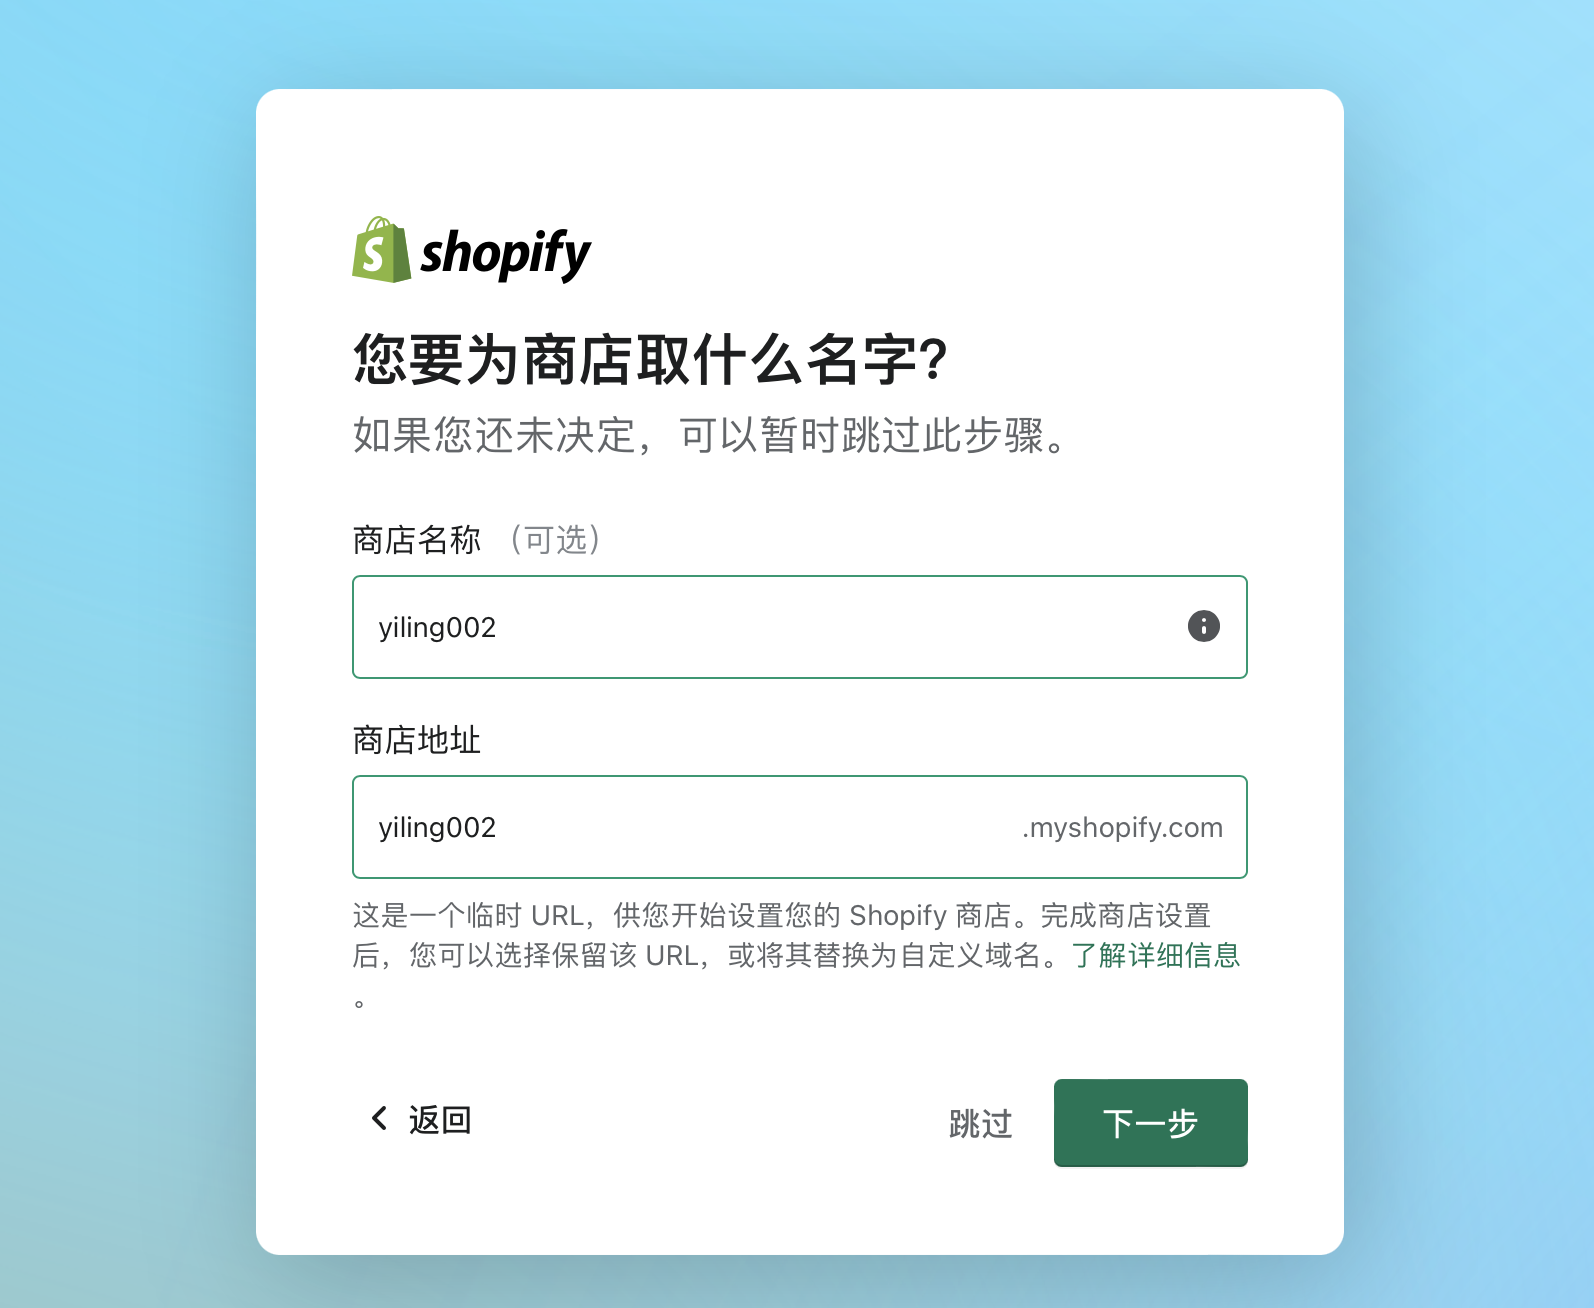 shopify
您要为商店取什么名字?
如果您还未决定，可以暂时跳过此步骤。
商店名称 （可选）
yiling002
商店地址
yiling002 .myshopify.com
这是一个临时 URL，供您开始设置您的 Shopify 商店。完成商店设置
后，您可以选择保留该 URL，或将其替换为自定义域名。了解详细信息
。
返回 跳过 下一步